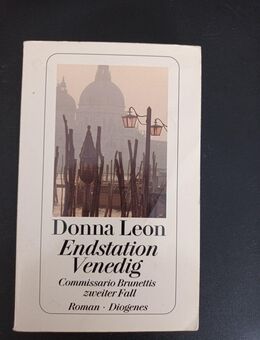 Donna Leon
Endstation
Venedig
Commissario Brunettis
zweiter Fall
Roman · Diogenes